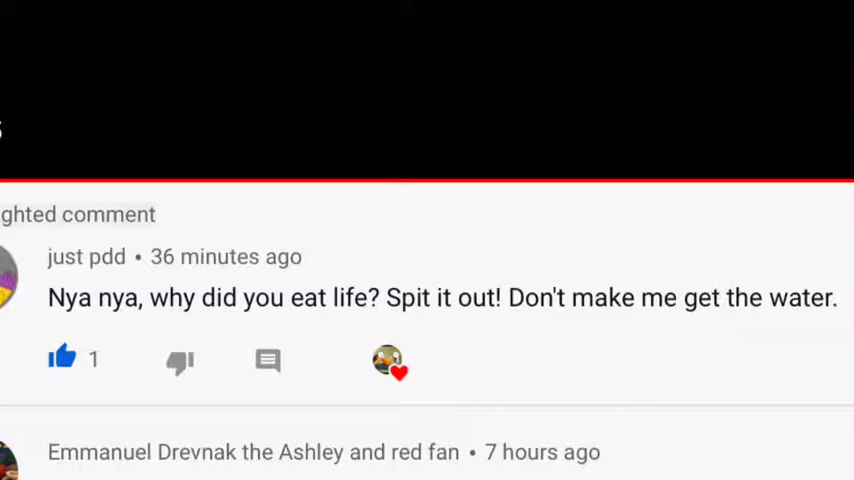 ghted comment
just pdd • 36 minutes ago
Nya nya, why did you eat life? Spit it out! Don't make me get the water.
1
Emmanuel Drevnak the Ashley and red fan • 7 hours ago